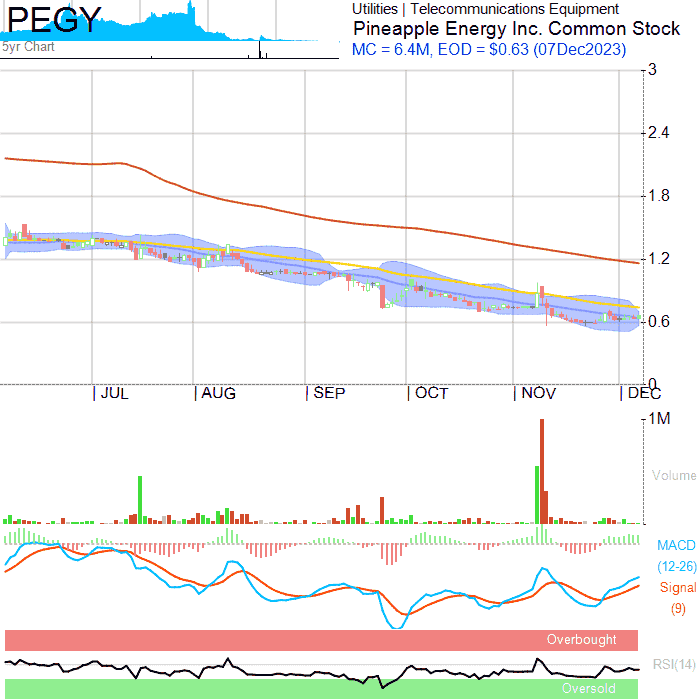 PEGY
5yr Chart
Utilities | Telecommunications Equipment
Pineapple Energy Inc. Common Stock
MC = 6.4M, EOD = $0.63 (07Dec2023)
3
2.4
1.8
1.2
0.6
0
JUL AUG SEP OCT NOV DEC
1M
Volume
MACD
(12-26)
Signal
(9)
Overbought
RSI(14)
Oversold